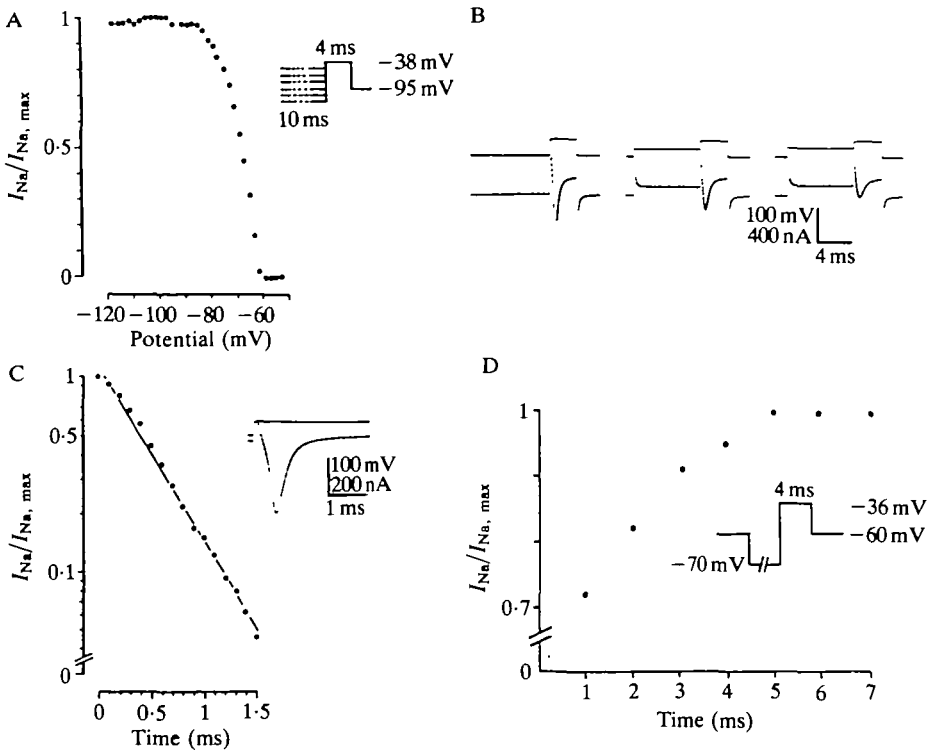 A
1
0·5
0
I_Na/I_Na, max
−120 −100 −80 −60
Potential (mV)
4 ms
−38 mV
−95 mV
10 ms
B
100 mV
400 nA
4 ms
C
1
0·5
0·1
0
I_Na/I_Na, max
0 0·5 1 1·5
Time (ms)
100 mV
200 nA
1 ms
D
1
0·7
0
I_Na/I_Na, max
1 2 3 4 5 6 7
Time (ms)
4 ms
−36 mV
−60 mV
−70 mV